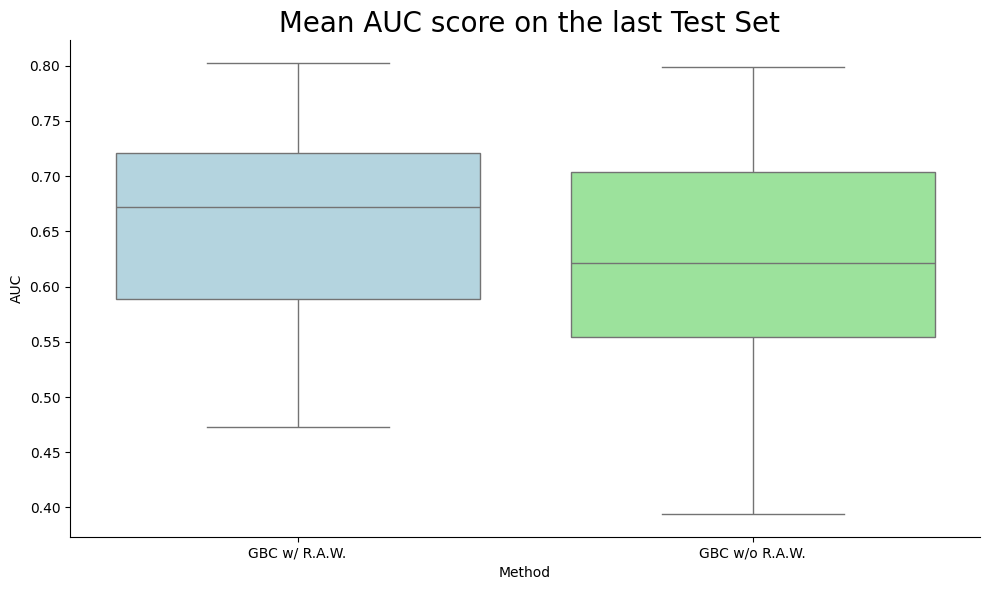 Mean AUC score on the last Test Set
0.80
0.75
0.70
0.65
0.60
0.55
0.50
0.45
0.40
AUC
GBC w/ R.A.W.
GBC w/o R.A.W.
Method